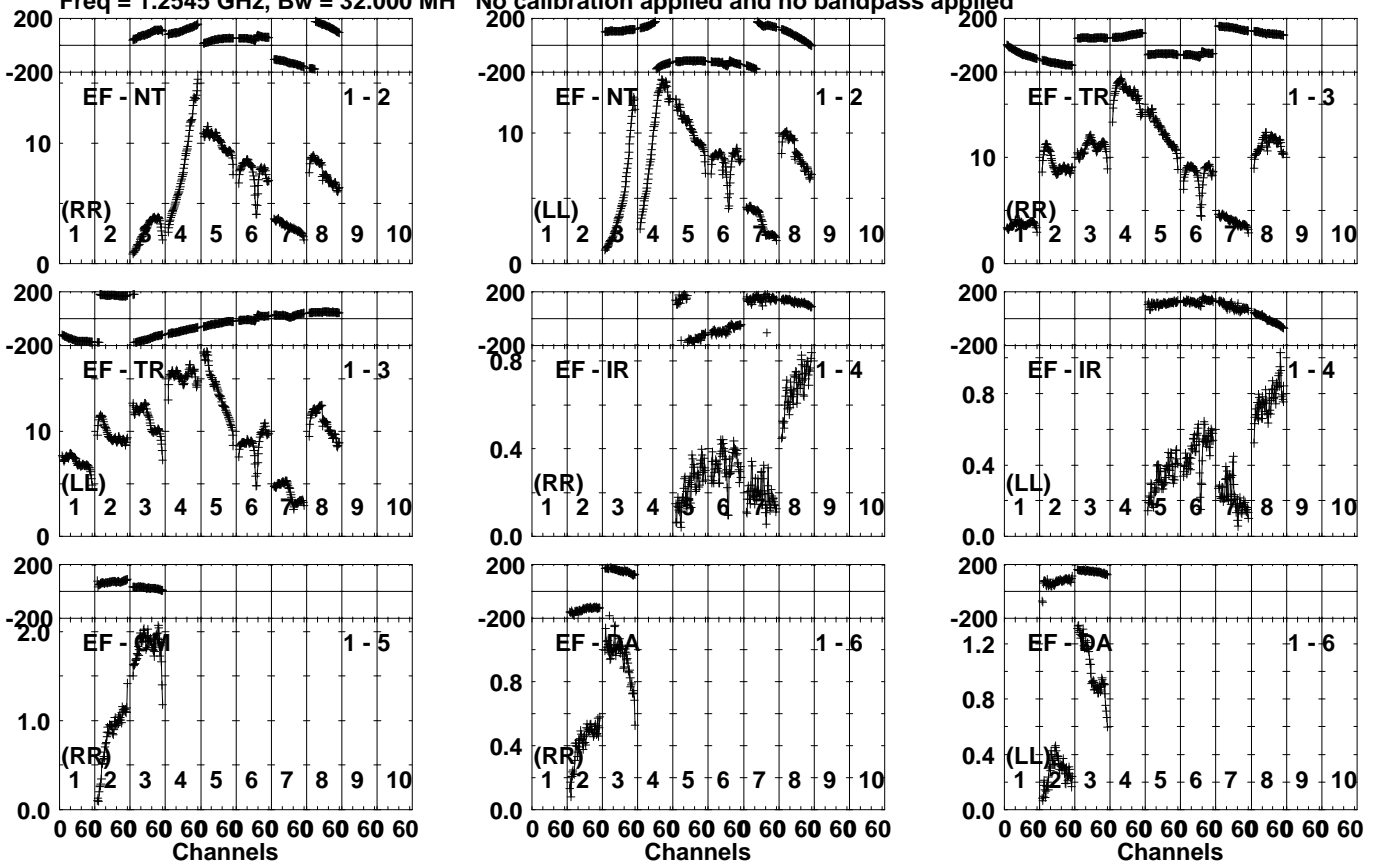 Freq = 1.2545 GHz, Bw = 32.000 MH No calibration applied and no bandpass applied
200
-200
EF - NT 1 - 2
10
(RR)
1 2 3 4 5 6 7 8 9 10
0
200
-200
EF - NT 1 - 2
10
(LL)
1 2 3 4 5 6 7 8 9 10
0
200
-200
EF - TR 1 - 3
10
(RR)
1 2 3 4 5 6 7 8 9 10
0
200
-200
EF - TR 1 - 3
10
(LL)
1 2 3 4 5 6 7 8 9 10
0
200
-200
0.8
EF - IR 1 - 4
0.4
(RR)
1 2 3 4 5 6 7 8 9 10
0.0
200
-200
EF - IR 1 - 4
0.8
0.4
(LL)
1 2 3 4 5 6 7 8 9 10
0.0
200
-200
2.0
EF - OM 1 - 5
1.0
(RR)
1 2 3 4 5 6 7 8 9 10
0.0
0 60 60 60 60 60 60 60 60 60 60
Channels
200
-200
EF - DA 1 - 6
0.8
0.4
(RR)
1 2 3 4 5 6 7 8 9 10
0.0
0 60 60 60 60 60 60 60 60 60 60
Channels
200
-200
1.2
EF - DA 1 - 6
0.8
0.4
(LL)
1 2 3 4 5 6 7 8 9 10
0.0
0 60 60 60 60 60 60 60 60 60 60
Channels